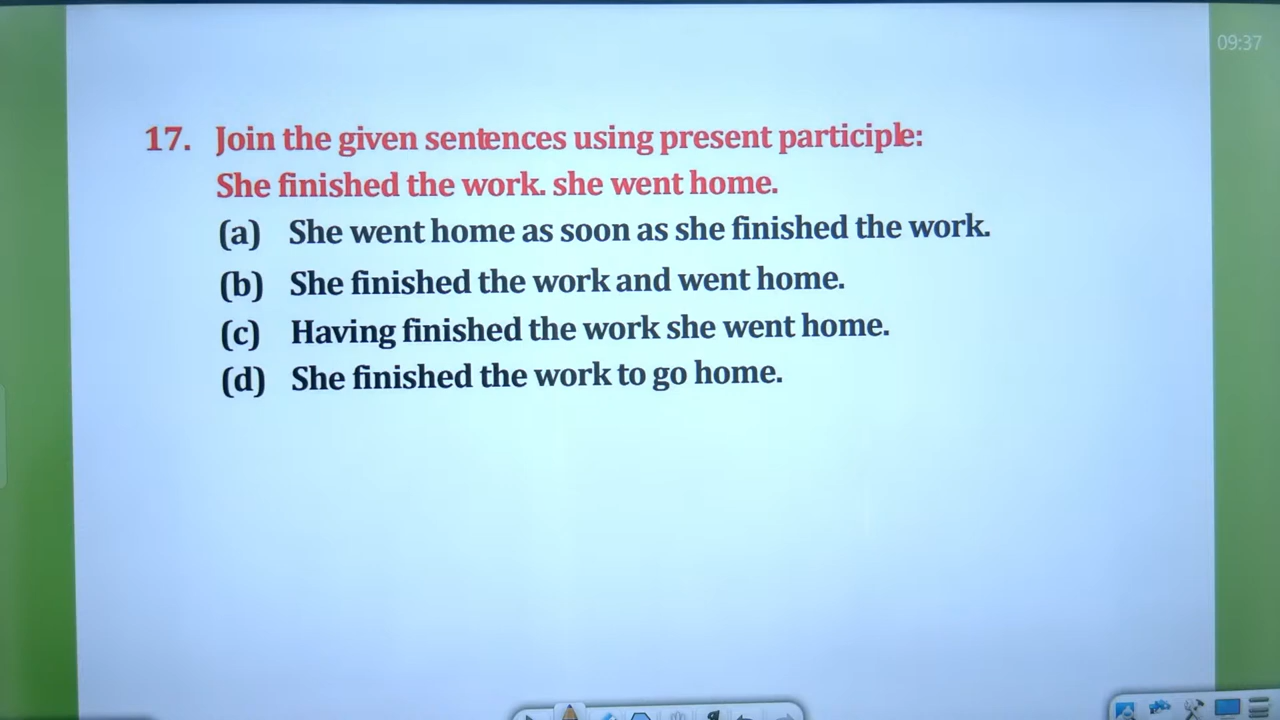 09:37
17. Join the given sentences using present participle:
She finished the work. she went home.
(a) She went home as soon as she finished the work.
(b) She finished the work and went home.
(c) Having finished the work she went home.
(d) She finished the work to go home.